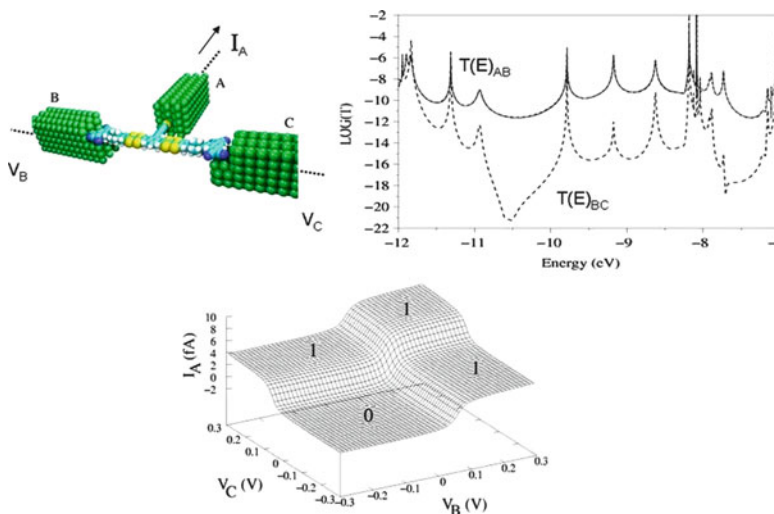 I_A
A
B
C
V_B
V_C
LOG(T)
−2
−4
−6
−8
−10
−12
−14
−16
−18
−20
−22
T(E)_AB
T(E)_BC
−12 −11 −10 −9 −8 −7
Energy (eV)
I_A (fA)
10
8
6
4
2
0
−2
1
1
1
0
0.3
0.2
0.1
0
−0.1
−0.2
−0.3
V_C (V)
−0.3 −0.2 −0.1 0 0.1 0.2 0.3
V_B (V)